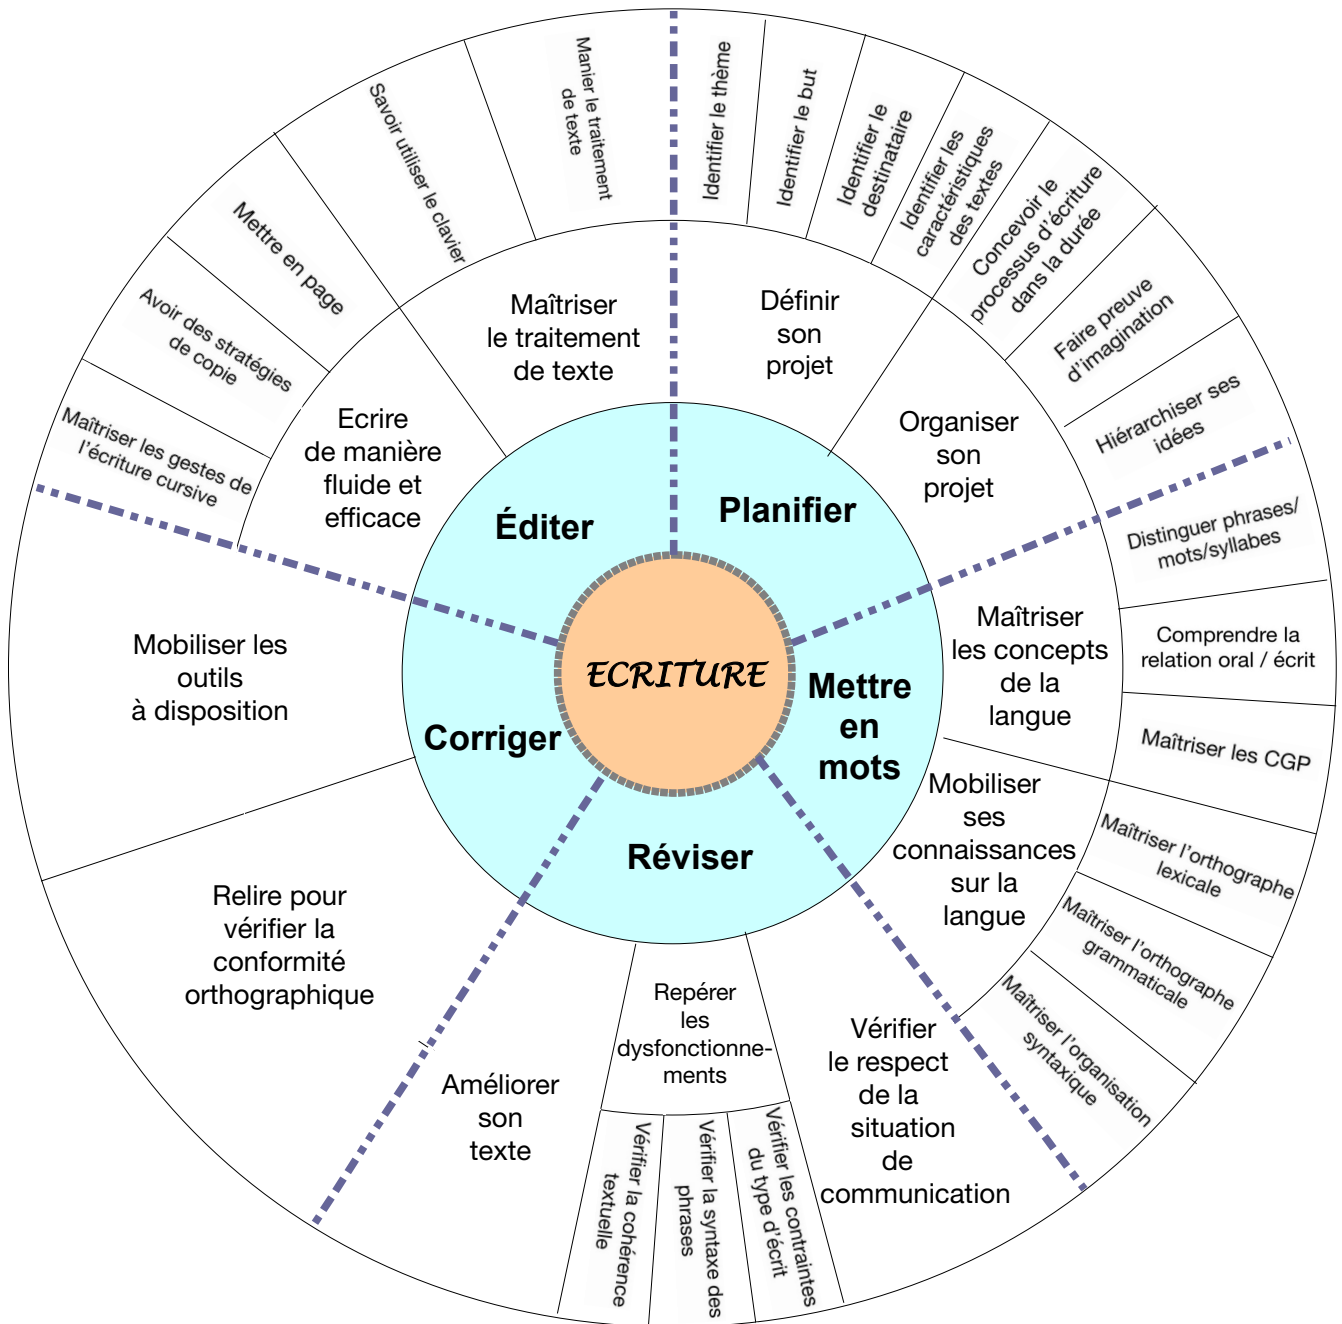 ECRITURE
Planifier
Définir
son
projet
Identifier le thème
Identifier le but
Identifier le
destinataire
Identifier les
caractéristiques
des textes
Organiser
son
projet
Concevoir le
processus d'écriture
dans la durée
Faire preuve
d'imagination
Hiérarchiser ses
idées
Mettre
en
mots
Maîtriser
les concepts
de la
langue
Distinguer phrases/
mots/syllabes
Comprendre la
relation oral / écrit
Maîtriser les CGP
Mobiliser
ses
connaissances
sur la
langue
Maîtriser l'orthographe
lexicale
Maîtriser l'orthographe
grammaticale
Maîtriser l'organisation
syntaxique
Réviser
Vérifier
le respect
de la
situation
de
communication
Repérer
les
dysfonctionne-
ments
Vérifier les contraintes
du type d'écrit
Vérifier la syntaxe des
phrases
Vérifier la cohérence
textuelle
Améliorer
son
texte
Corriger
Relire pour
vérifier la
conformité
orthographique
Mobiliser les
outils
à disposition
Éditer
Ecrire
de manière
fluide et
efficace
Maîtriser les gestes de
l'écriture cursive
Avoir des stratégies
de copie
Mettre en page
Maîtriser
le traitement
de texte
Savoir utiliser le clavier
Manier le traitement
de texte